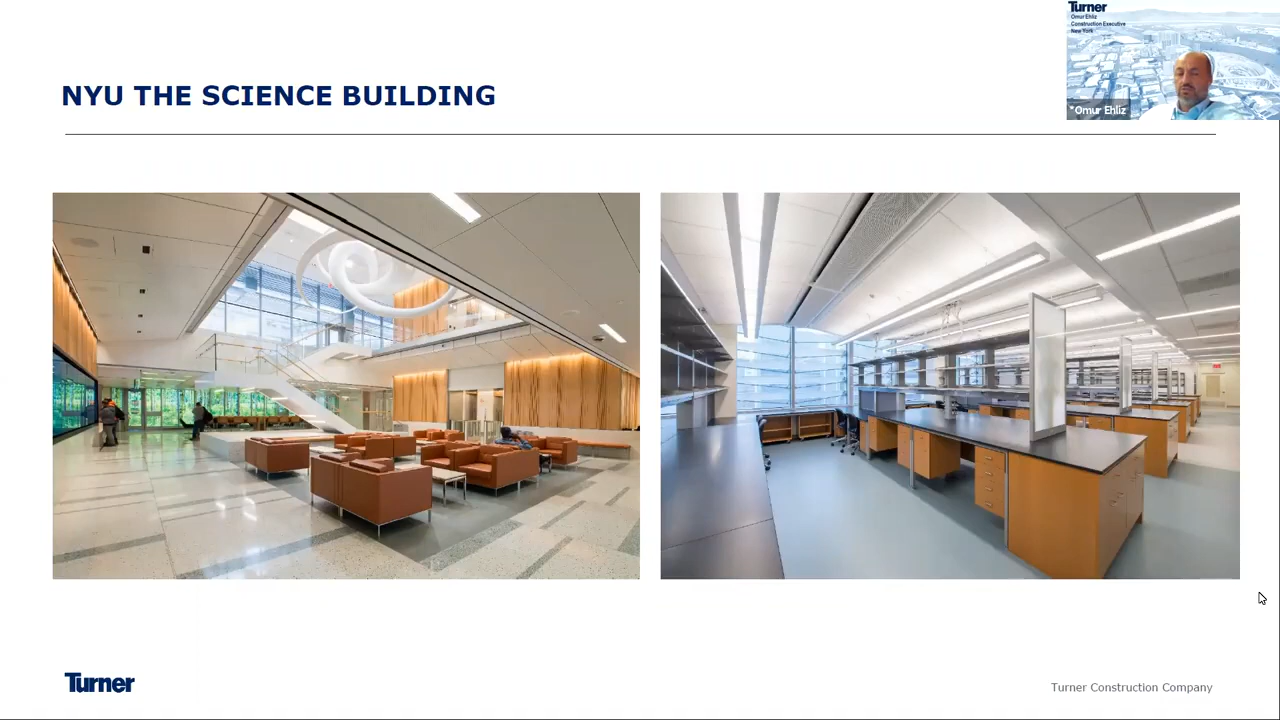 NYU THE SCIENCE BUILDING
Turner
Omur Ehliz
Construction Executive
New York
*Omur Ehliz
Turner
Turner Construction Company